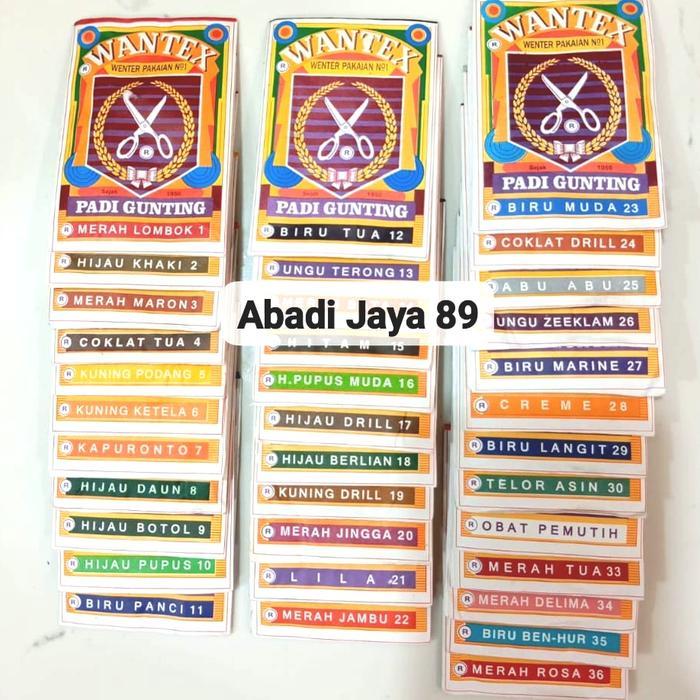 WANTEX
WENTER PAKAIAN Nº1
R
Sejak 1950
PADI GUNTING
MERAH LOMBOK 1
HIJAU KHAKI 2
MERAH MARON 3
COKLAT TUA 4
KUNING PODANG 5
KUNING KETELA 6
KAPURONTO 7
HIJAU DAUN 8
HIJAU BOTOL 9
HIJAU PUPUS 10
BIRU PANCI 11
WANTEX
WENTER PAKAIAN Nº1
R
Sejak 1950
PADI GUNTING
BIRU TUA 12
UNGU TERONG 13
HITAM 15
H.PUPUS MUDA 16
HIJAU DRILL 17
HIJAU BERLIAN 18
KUNING DRILL 19
MERAH JINGGA 20
LILA 21
MERAH JAMBU 22
WANTEX
WENTER PAKAIAN Nº1
R
Sejak 1950
PADI GUNTING
BIRU MUDA 23
COKLAT DRILL 24
ABU ABU 25
UNGU ZEEKLAM 26
BIRU MARINE 27
CREME 28
BIRU LANGIT 29
TELOR ASIN 30
OBAT PEMUTIH
MERAH TUA 33
MERAH DELIMA 34
BIRU BEN-HUR 35
MERAH ROSA 36
Abadi Jaya 89